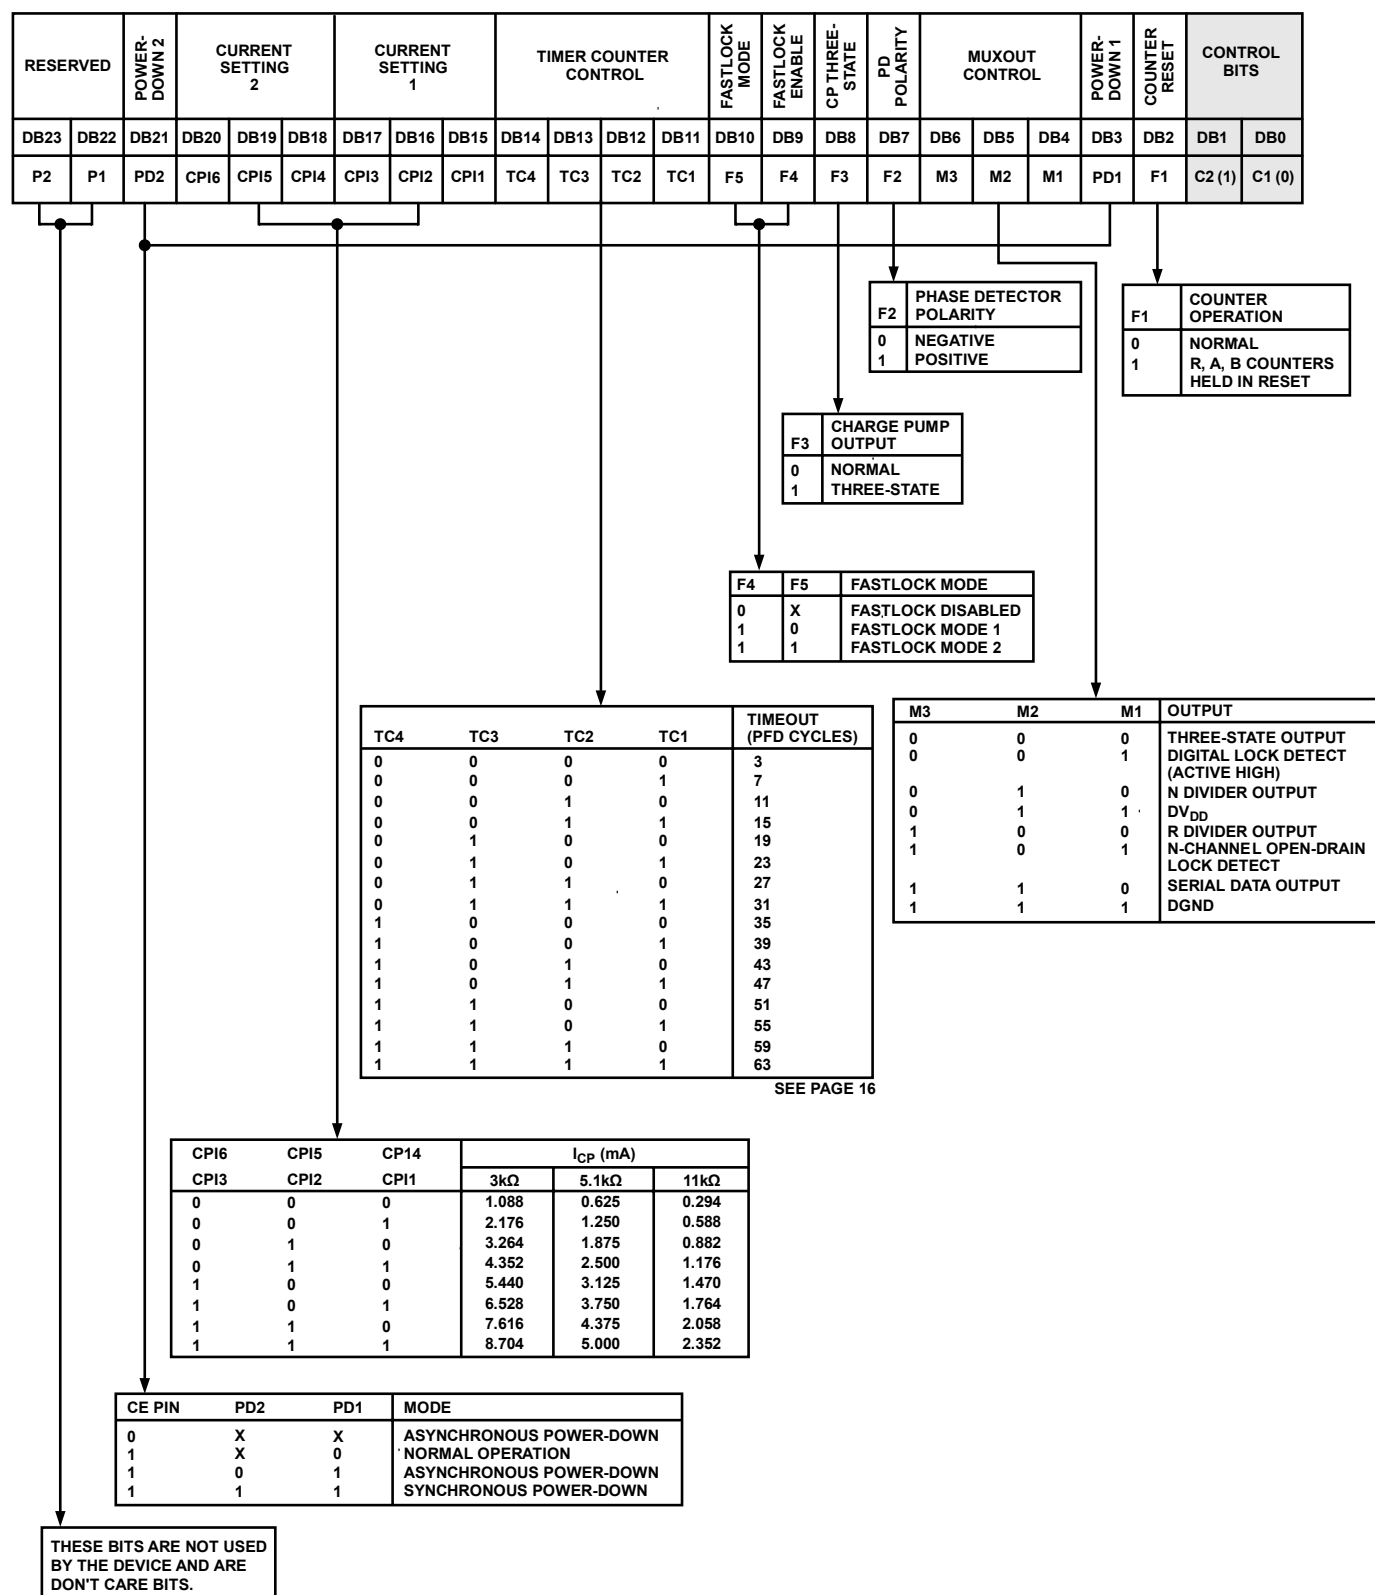 RESERVED
POWER-
DOWN 2
CURRENT
SETTING
2
CURRENT
SETTING
1
TIMER COUNTER
CONTROL
FASTLOCK
MODE
FASTLOCK
ENABLE
CP THREE-
STATE
PD
POLARITY
MUXOUT
CONTROL
POWER-
DOWN 1
COUNTER
RESET
CONTROL
BITS
DB23 DB22 DB21 DB20 DB19 DB18 DB17 DB16 DB15 DB14 DB13 DB12 DB11 DB10 DB9 DB8 DB7 DB6 DB5 DB4 DB3 DB2 DB1 DB0
P2 P1 PD2 CPI6 CPI5 CPI4 CPI3 CPI2 CPI1 TC4 TC3 TC2 TC1 F5 F4 F3 F2 M3 M2 M1 PD1 F1 C2 (1) C1 (0)
F2 PHASE DETECTOR
POLARITY
0 NEGATIVE
1 POSITIVE
F1 COUNTER
OPERATION
0 NORMAL
1 R, A, B COUNTERS
HELD IN RESET
F3 CHARGE PUMP
OUTPUT
0 NORMAL
1 THREE-STATE
F4 F5 FASTLOCK MODE
0 X FASTLOCK DISABLED
1 0 FASTLOCK MODE 1
1 1 FASTLOCK MODE 2
TC4 TC3 TC2 TC1 TIMEOUT
(PFD CYCLES)
0 0 0 0 3
0 0 0 1 7
0 0 1 0 11
0 0 1 1 15
0 1 0 0 19
0 1 0 1 23
0 1 1 0 27
0 1 1 1 31
1 0 0 0 35
1 0 0 1 39
1 0 1 0 43
1 0 1 1 47
1 1 0 0 51
1 1 0 1 55
1 1 1 0 59
1 1 1 1 63
SEE PAGE 16
M3 M2 M1 OUTPUT
0 0 0 THREE-STATE OUTPUT
0 0 1 DIGITAL LOCK DETECT
(ACTIVE HIGH)
0 1 0 N DIVIDER OUTPUT
0 1 1 DVDD
1 0 0 R DIVIDER OUTPUT
1 0 1 N-CHANNEL OPEN-DRAIN
LOCK DETECT
1 1 0 SERIAL DATA OUTPUT
1 1 1 DGND
CPI6 CPI5 CP14 ICP (mA)
CPI3 CPI2 CPI1 3kΩ 5.1kΩ 11kΩ
0 0 0 1.088 0.625 0.294
0 0 1 2.176 1.250 0.588
0 1 0 3.264 1.875 0.882
0 1 1 4.352 2.500 1.176
1 0 0 5.440 3.125 1.470
1 0 1 6.528 3.750 1.764
1 1 0 7.616 4.375 2.058
1 1 1 8.704 5.000 2.352
CE PIN PD2 PD1 MODE
0 X X ASYNCHRONOUS POWER-DOWN
1 X 0 NORMAL OPERATION
1 0 1 ASYNCHRONOUS POWER-DOWN
1 1 1 SYNCHRONOUS POWER-DOWN
THESE BITS ARE NOT USED
BY THE DEVICE AND ARE
DON'T CARE BITS.